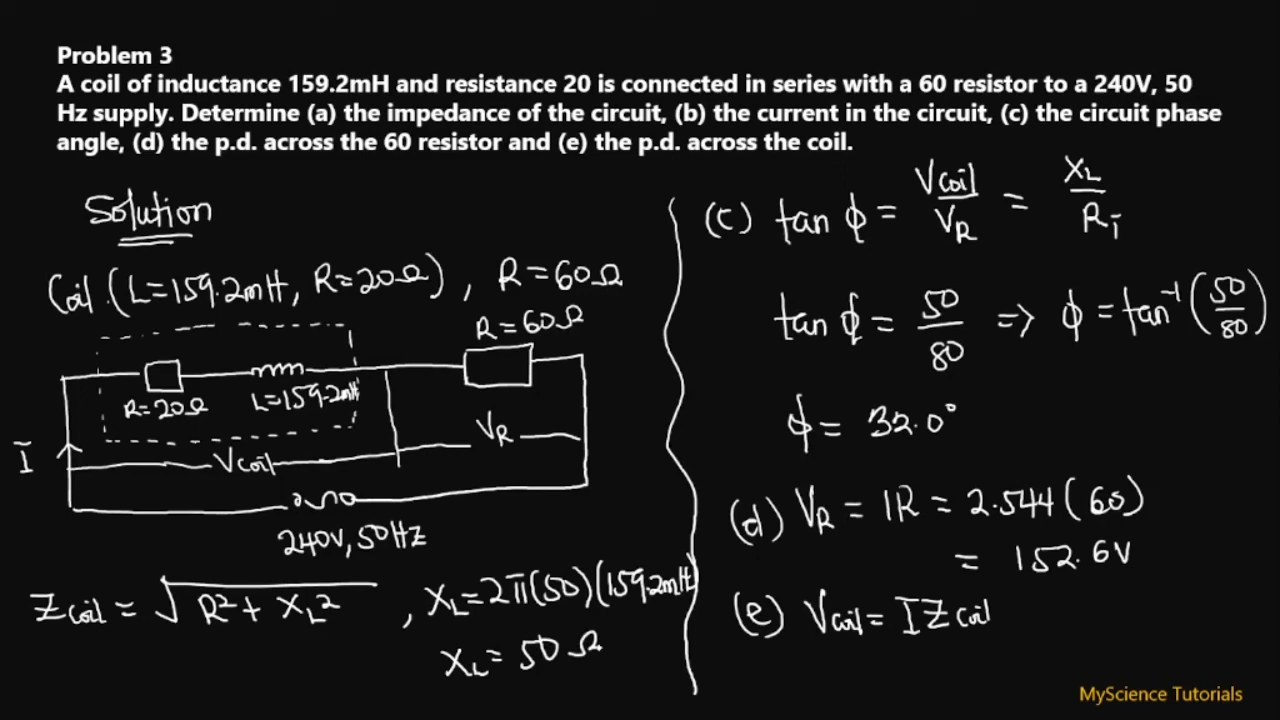 Problem 3
A coil of inductance 159.2mH and resistance 20 is connected in series with a 60 resistor to a 240V, 50
Hz supply. Determine (a) the impedance of the circuit, (b) the current in the circuit, (c) the circuit phase
angle, (d) the p.d. across the 60 resistor and (e) the p.d. across the coil.
Solution
Coil (L=159.2mH, R=20Ω), R=60Ω
R=60Ω
R=20Ω L=159.2mH
I
Vcoil
VR
240V, 50Hz
Zcoil = √R²+XL², XL=2π(50)(159.2mH)
XL=50Ω
(c) tan ϕ = Vcoil/VR = XL/RT
tan ϕ = 50/80 => ϕ = tan⁻¹(50/80)
ϕ = 32.0°
(d) VR = IR = 2.544(60)
= 152.6V
(e) Vcoil = IZcoil
MyScience Tutorials